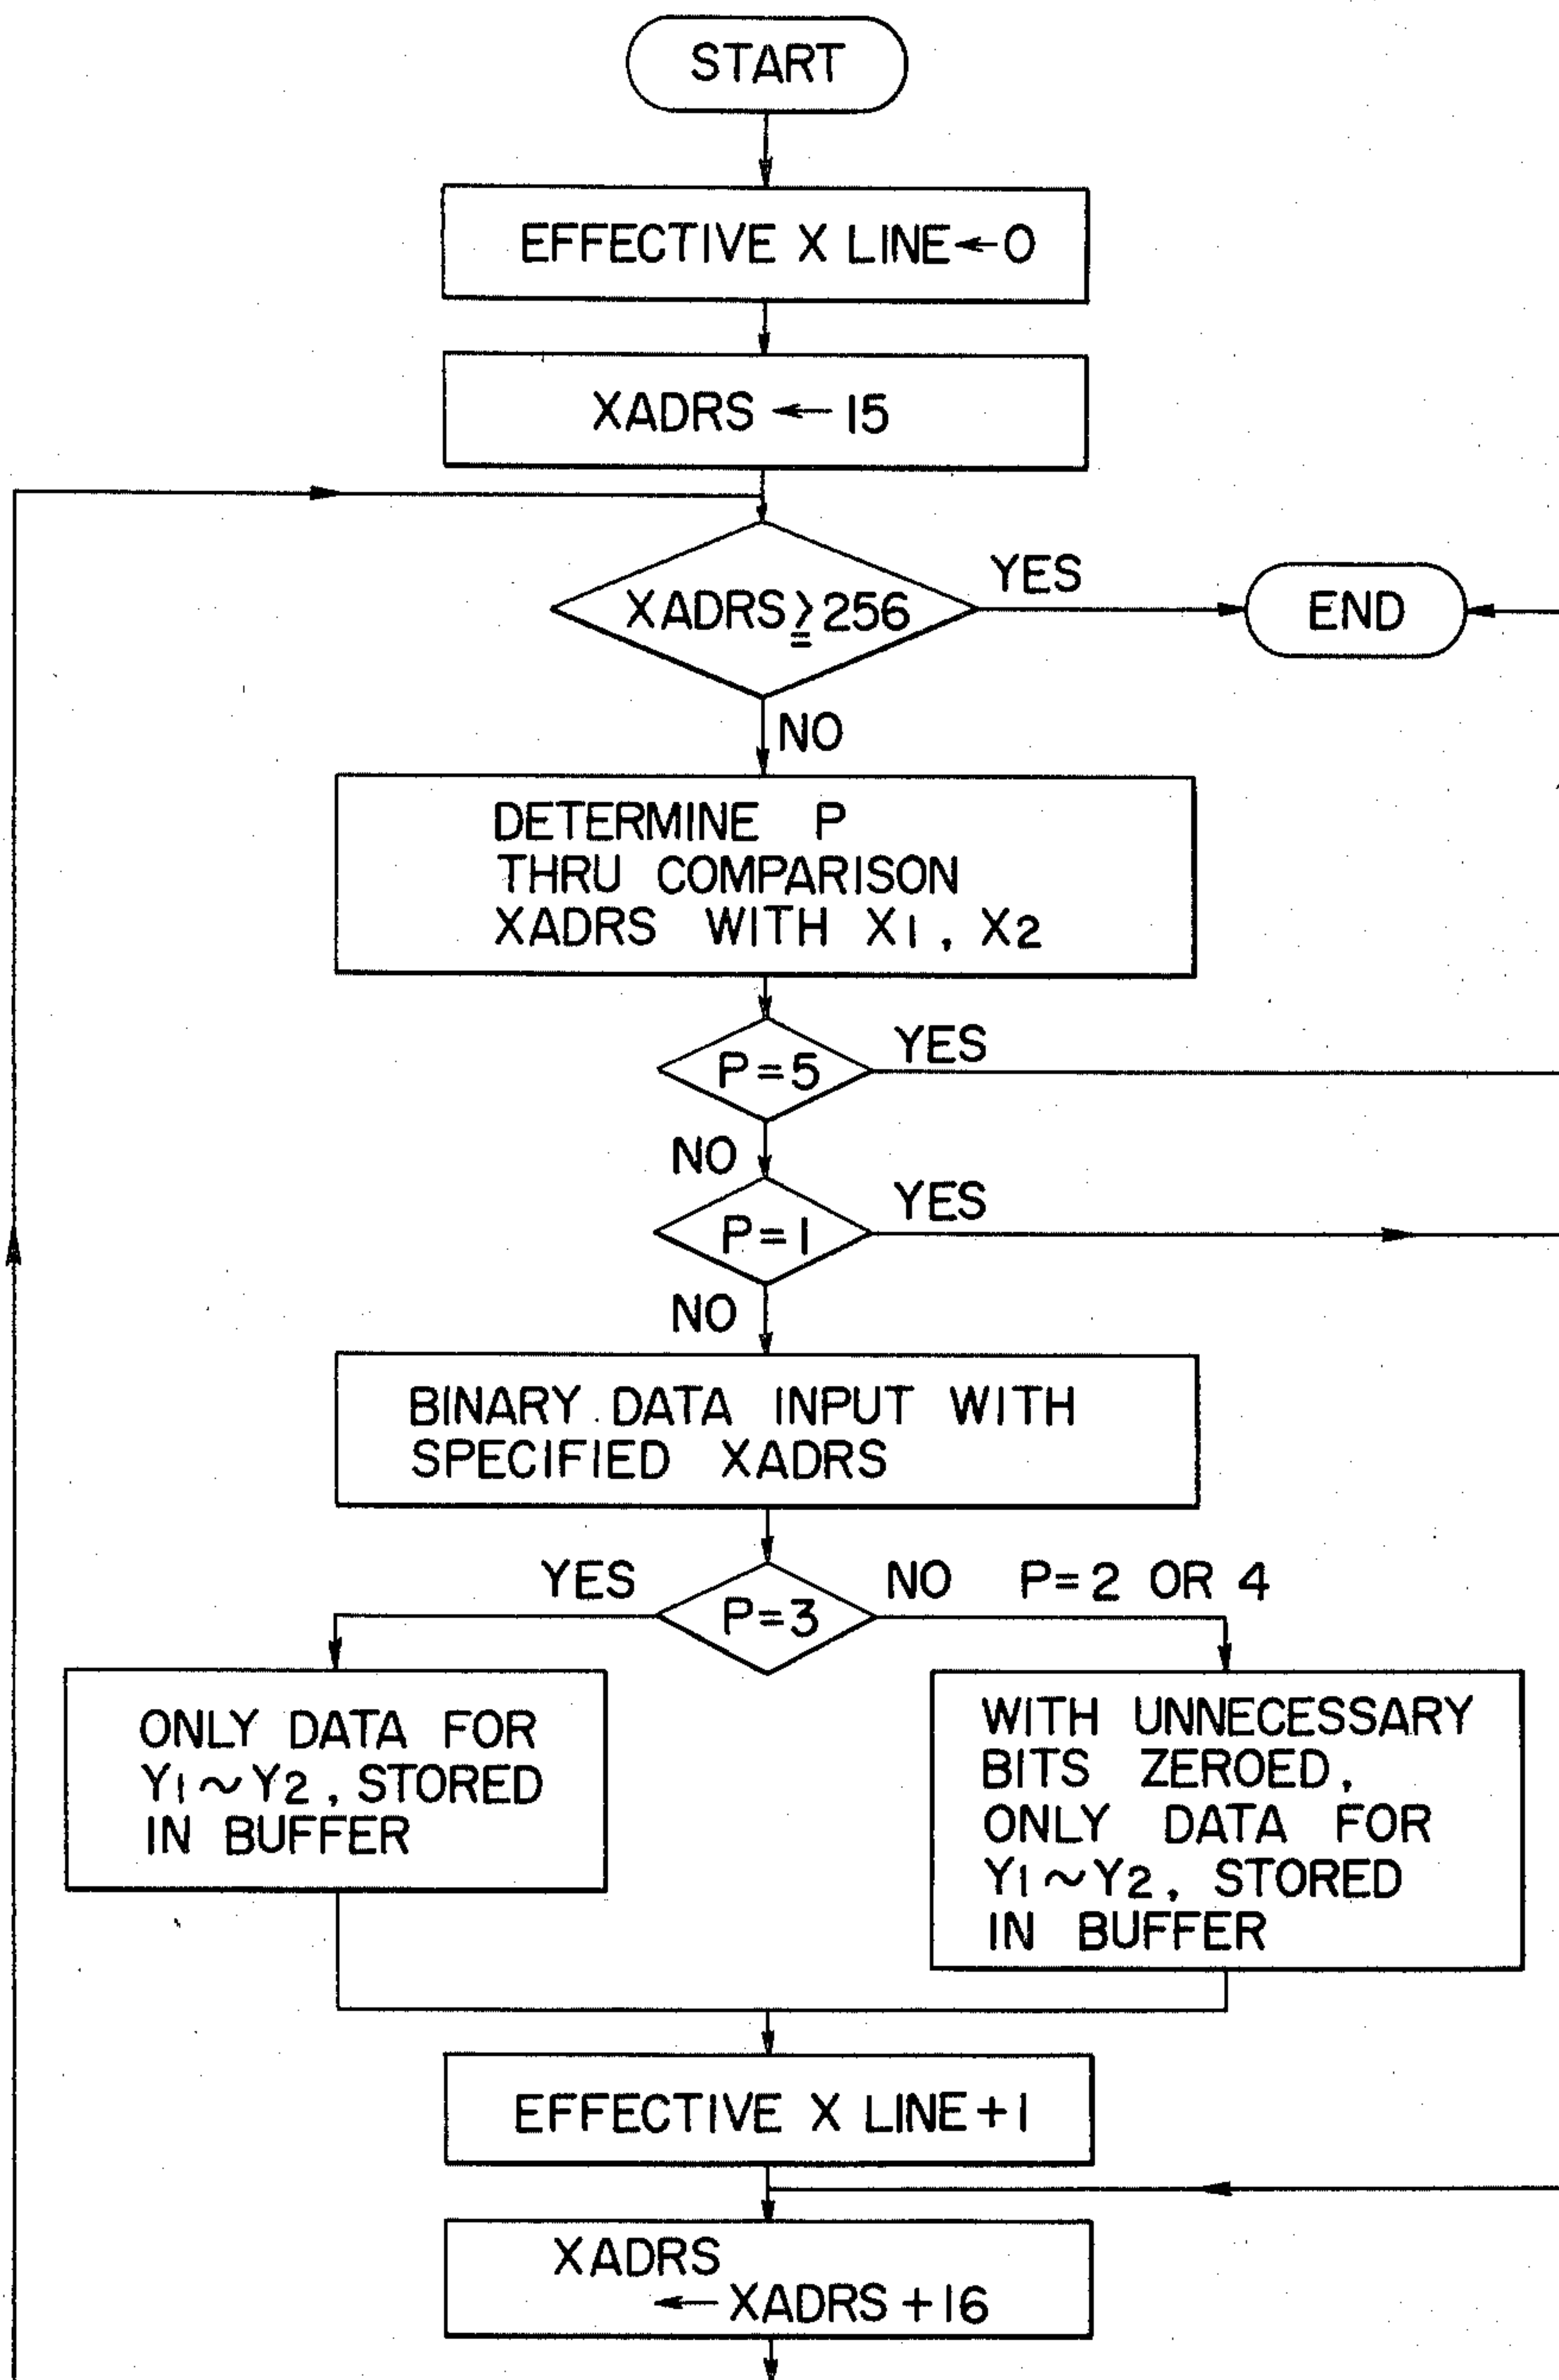 START
EFFECTIVE X LINE←0
XADRS ←15
XADRS≧256
YES
END
NO
DETERMINE P
THRU COMPARISON
XADRS WITH X1, X2
P=5
YES
NO
P=1
YES
NO
BINARY DATA INPUT WITH
SPECIFIED XADRS
YES
P=3
NO P=2 OR 4
ONLY DATA FOR
Y1~Y2, STORED
IN BUFFER
WITH UNNECESSARY
BITS ZEROED,
ONLY DATA FOR
Y1~Y2, STORED
IN BUFFER
EFFECTIVE X LINE+1
XADRS
←XADRS+16